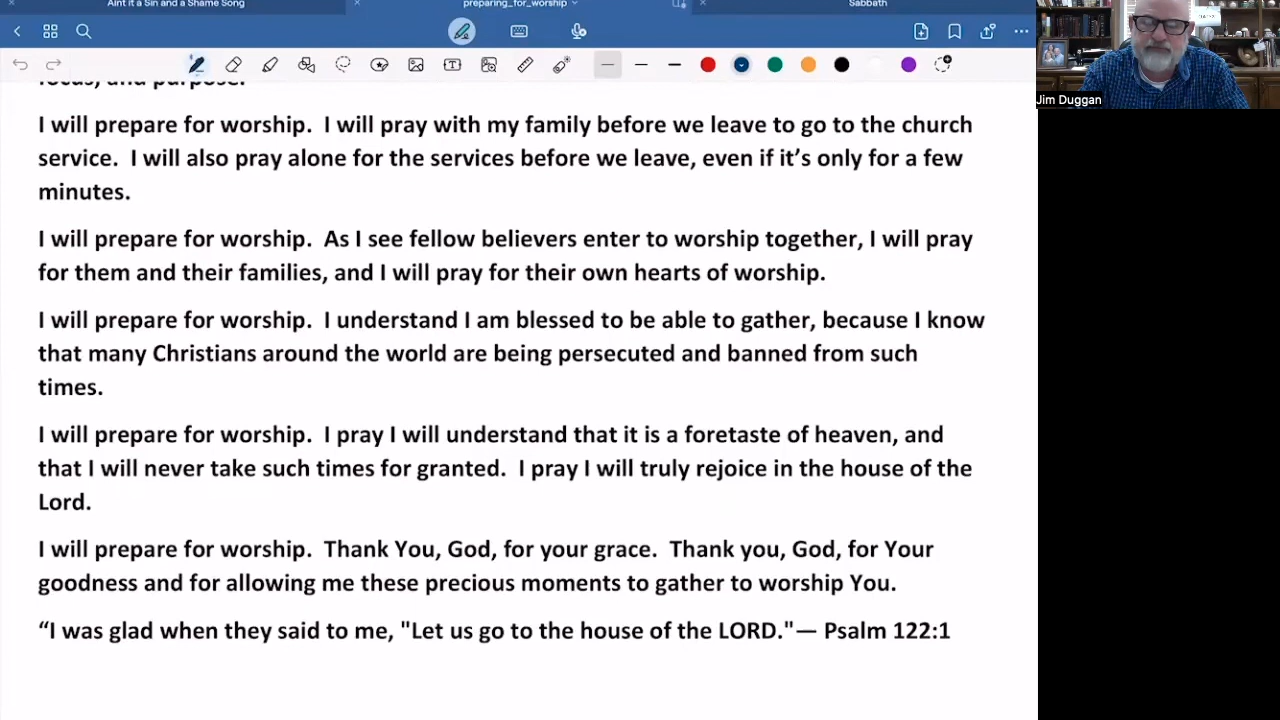 Aint it a Sin and a Shame Song
preparing_for_worship
Sabbath
focus, and purpose.
I will prepare for worship.  I will pray with my family before we leave to go to the church
service.  I will also pray alone for the services before we leave, even if it’s only for a few
minutes.
I will prepare for worship.  As I see fellow believers enter to worship together, I will pray
for them and their families, and I will pray for their own hearts of worship.
I will prepare for worship.  I understand I am blessed to be able to gather, because I know
that many Christians around the world are being persecuted and banned from such
times.
I will prepare for worship.  I pray I will understand that it is a foretaste of heaven, and
that I will never take such times for granted.  I pray I will truly rejoice in the house of the
Lord.
I will prepare for worship.  Thank You, God, for your grace.  Thank you, God, for Your
goodness and for allowing me these precious moments to gather to worship You.
“I was glad when they said to me, "Let us go to the house of the LORD."— Psalm 122:1
Jim Duggan